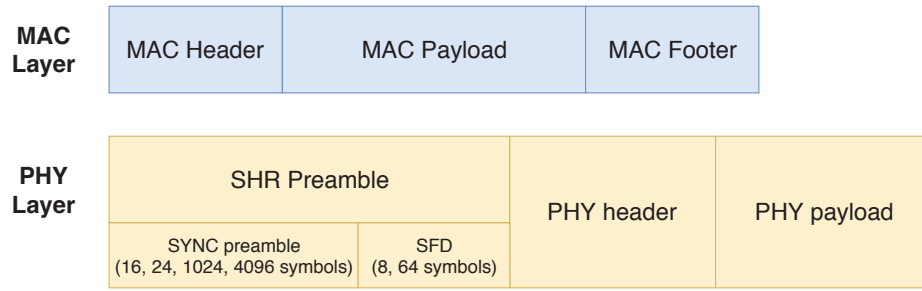 MAC
Layer
MAC Header
MAC Payload
MAC Footer
PHY
Layer
SHR Preamble
SYNC preamble
(16, 24, 1024, 4096 symbols)
SFD
(8, 64 symbols)
PHY header
PHY payload